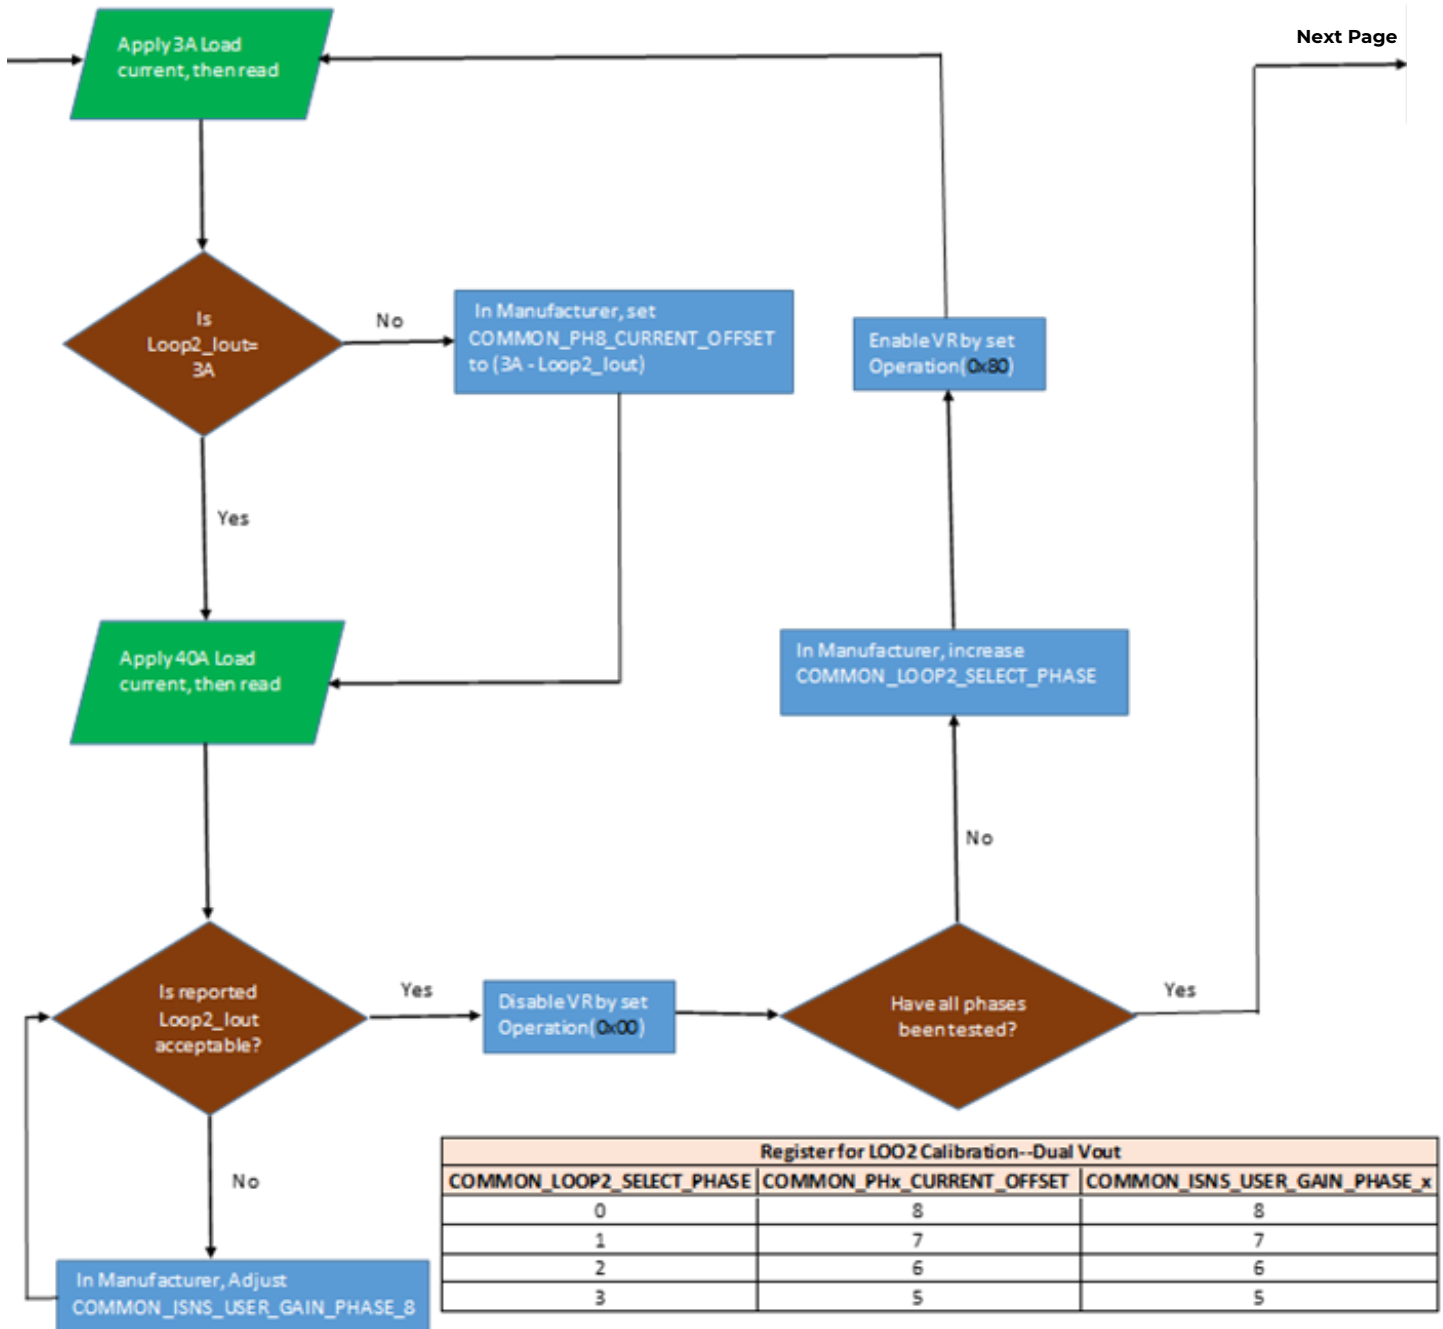 Next Page
Apply 3A Load
current, then read
Is
Loop2_Iout=
3A
No
In Manufacturer, set
COMMON_PH8_CURRENT_OFFSET
to (3A - Loop2_Iout)
Enable VR by set
Operation(0x80)
Yes
Apply 40A Load
current, then read
In Manufacturer, increase
COMMON_LOOP2_SELECT_PHASE
No
Is reported
Loop2_Iout
acceptable?
Yes
Disable VR by set
Operation(0x00)
Have all phases
been tested?
Yes
No
In Manufacturer, Adjust
COMMON_ISNS_USER_GAIN_PHASE_8
Register for LOO2 Calibration--Dual Vout
COMMON_LOOP2_SELECT_PHASE COMMON_PHx_CURRENT_OFFSET COMMON_ISNS_USER_GAIN_PHASE_x
0 8 8
1 7 7
2 6 6
3 5 5